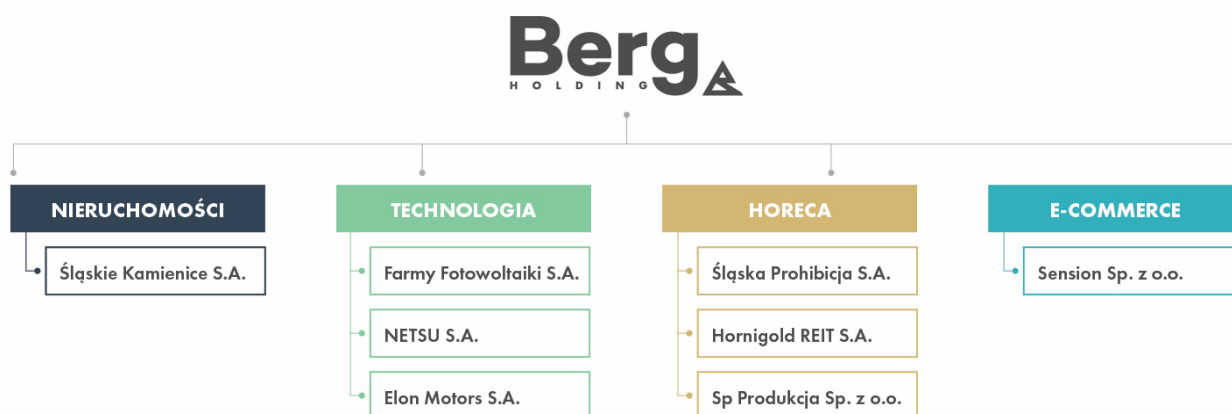 Berg
HOLDING
NIERUCHOMOŚCI
Śląskie Kamienice S.A.
TECHNOLOGIA
Farmy Fotowoltaiki S.A.
NETSU S.A.
Elon Motors S.A.
HORECA
Śląska Prohibicja S.A.
Hornigold REIT S.A.
Sp Produkcja Sp. z o.o.
E-COMMERCE
Sension Sp. z o.o.